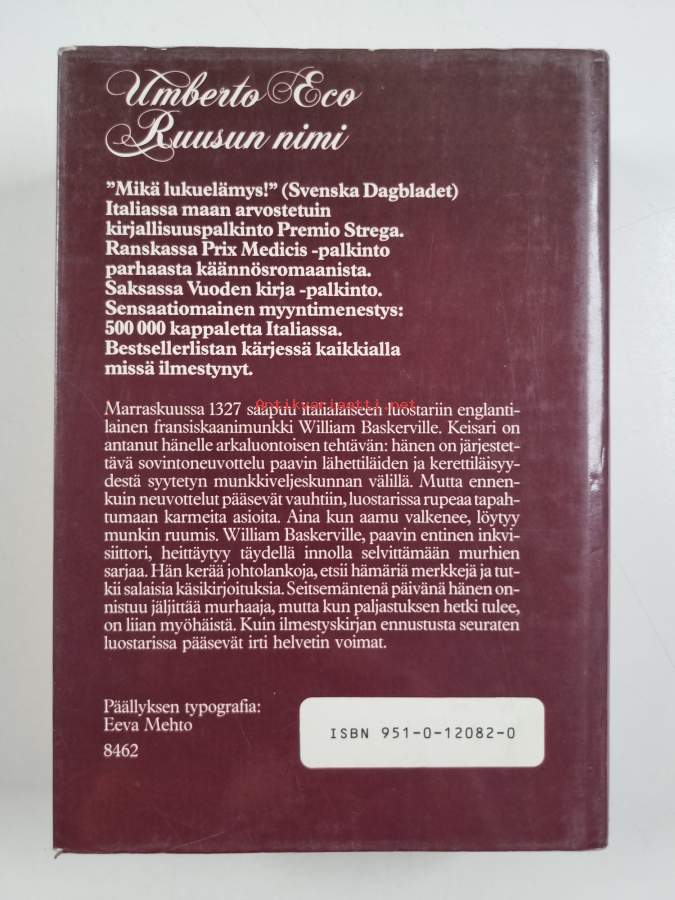 Umberto Eco
Ruusun nimi
”Mikä lukuelämys!” (Svenska Dagbladet)
Italiassa maan arvostetuin
kirjallisuuspalkinto Premio Strega.
Ranskassa Prix Medicis -palkinto
parhaasta käännösromaanista.
Saksassa Vuoden kirja -palkinto.
Sensaatiomainen myyntimenestys:
500 000 kappaletta Italiassa.
Bestsellerlistan kärjessä kaikkialla
missä ilmestynyt.
Antikvariaatti.net
Marraskuussa 1327 saapuu italialaiseen luostariin englanti-
lainen fransiskaanimunkki William Baskerville. Keisari on
antanut hänelle arkaluontoisen tehtävän: hänen on järjestet-
tävä sovintoneuvottelu paavin lähettiläiden ja kerettiläisyy-
destä syytetyn munkkiveljeskunnan välillä. Mutta ennen-
kuin neuvottelut pääsevät vauhtiin, luostarissa rupeaa tapah-
tumaan karmeita asioita. Aina kun aamu valkenee, löytyy
munkin ruumis. William Baskerville, paavin entinen inkvi-
siittori, heittäytyy täydellä innolla selvittämään murhien
sarjaa. Hän kerää johtolankoja, etsii hämäriä merkkejä ja tut-
kii salaisia käsikirjoituksia. Seitsemäntenä päivänä hänen on-
nistuu jäljittää murhaaja, mutta kun paljastuksen hetki tulee,
on liian myöhäistä. Kuin ilmestyskirjan ennustusta seuraten
luostarissa pääsevät irti helvetin voimat.
Päällyksen typografia:
Eeva Mehto
8462
ISBN 951-0-12082-0